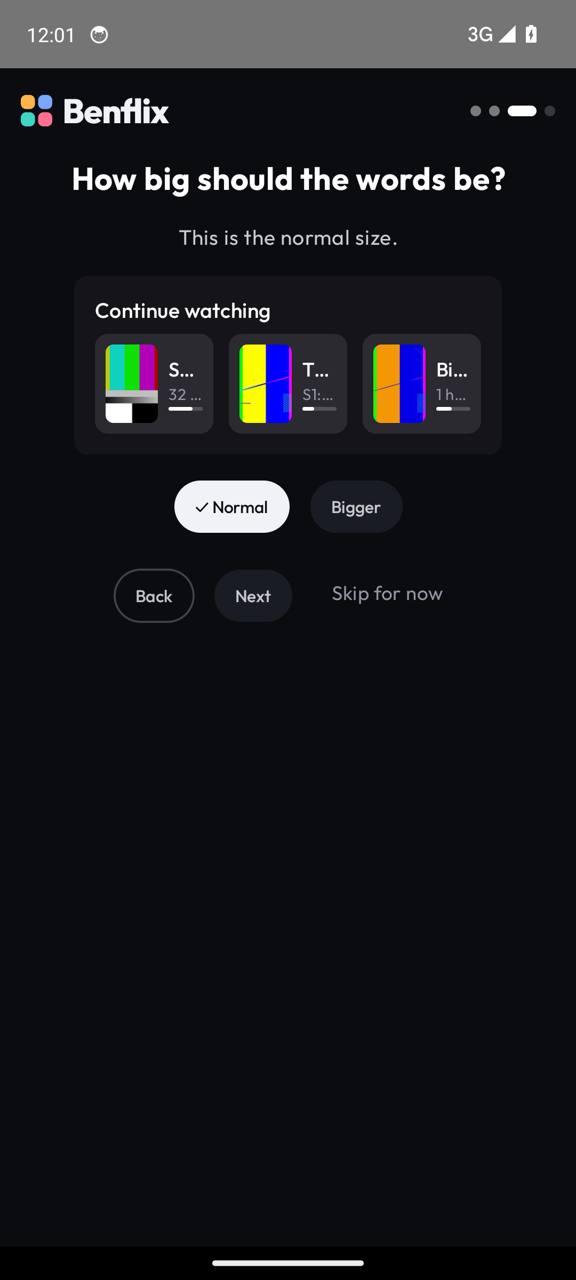 12:01
3G
Benflix
How big should the words be?
This is the normal size.
Continue watching
S... T... Bi...
32 ... S1:... 1 h...
Normal Bigger
Back Next Skip for now